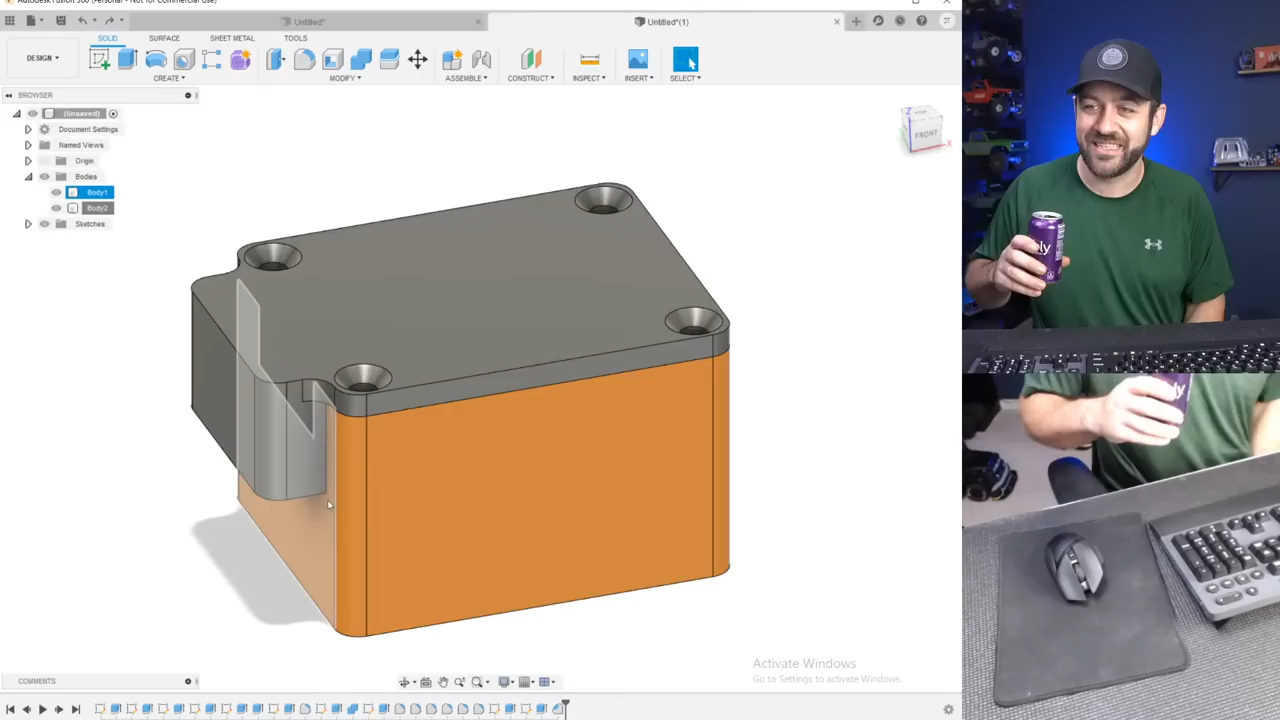 Autodesk Fusion 360 (Personal - Not for Commercial Use)
Untitled*
Untitled*(1)
JT
DESIGN
SOLID
SURFACE
SHEET METAL
TOOLS
CREATE
MODIFY
ASSEMBLE
CONSTRUCT
INSPECT
INSERT
SELECT
BROWSER
(Unsaved)
Document Settings
Named Views
Origin
Bodies
Body1
Body2
Sketches
FRONT
X
Z
Activate Windows
Go to Settings to activate Windows.
COMMENTS